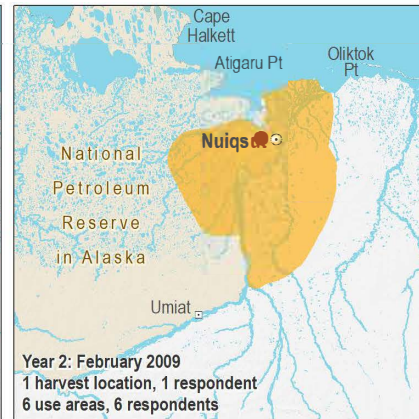 Cape
Halkett
Atigaru Pt
Oliktok
Pt
National
Petroleum
Reserve
in Alaska
Umiat
Year 2: February 2009
1 harvest location, 1 respondent
6 use areas, 6 respondents